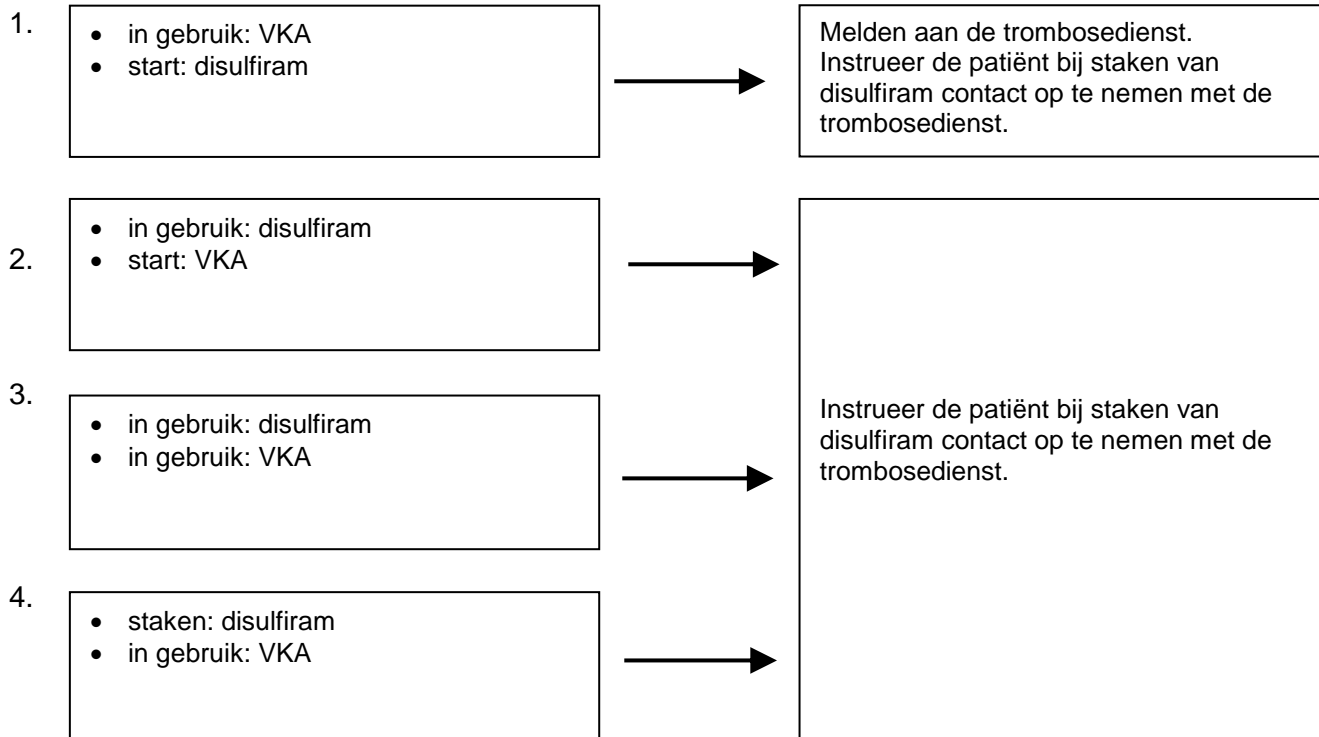 1.
• in gebruik: VKA
• start: disulfiram
Melden aan de trombosedienst.
Instrueer de patiënt bij staken van
disulfiram contact op te nemen met de
trombosedienst.
2.
• in gebruik: disulfiram
• start: VKA
3.
• in gebruik: disulfiram
• in gebruik: VKA
Instrueer de patiënt bij staken van
disulfiram contact op te nemen met de
trombosedienst.
4.
• staken: disulfiram
• in gebruik: VKA